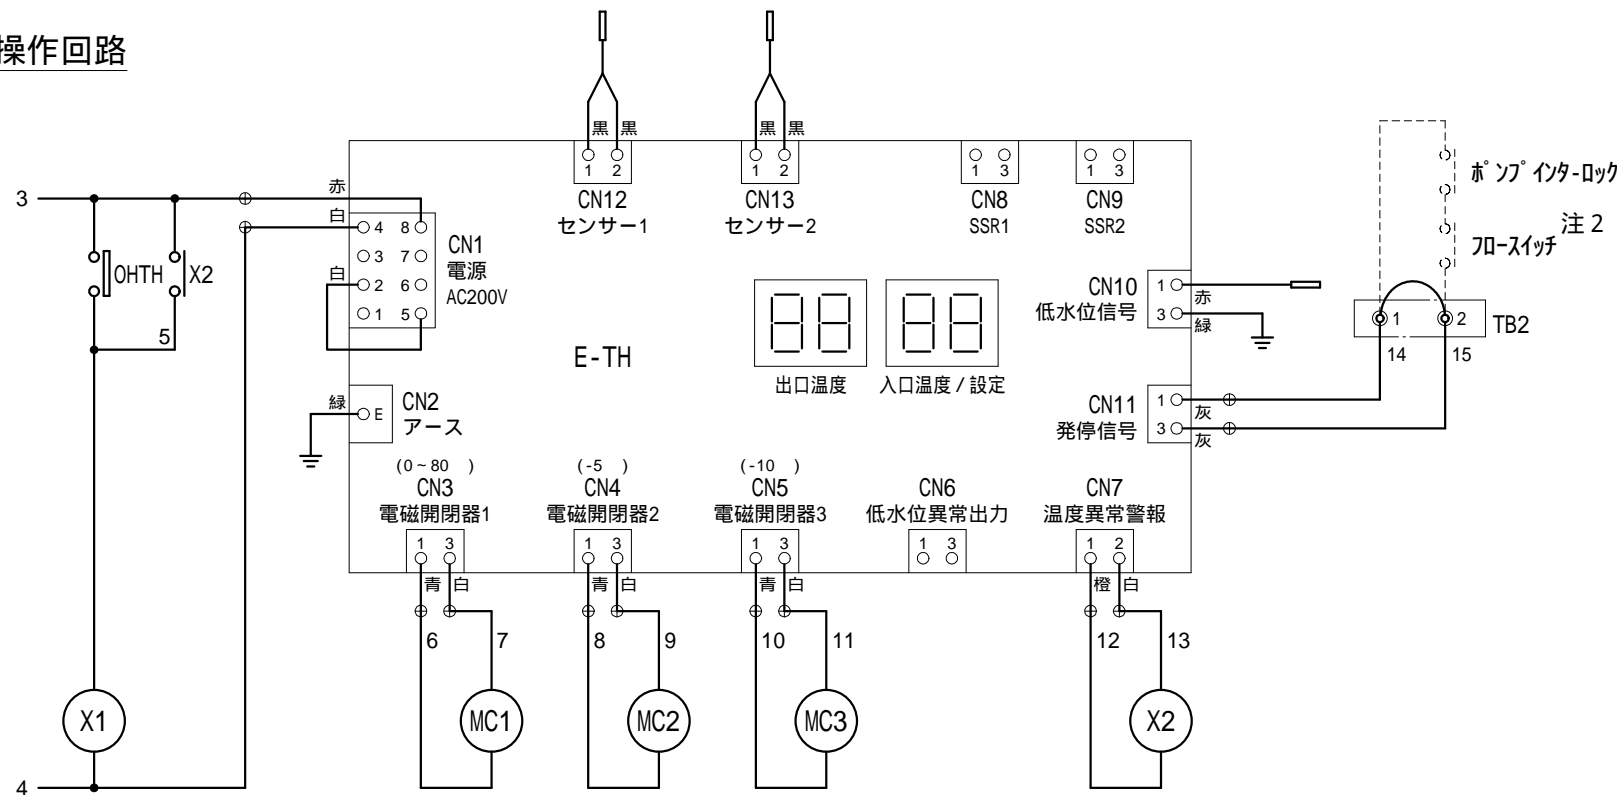 操作回路
黒 黒
黒 黒
1 2
1 2
1 3
1 3
CN12
センサー1
CN13
センサー2
CN8
SSR1
CN9
SSR2
ポンプインターロック
注2
フロースイッチ
3
赤
白
4 8
3 7
白
2 6
1 5
CN1
電源
AC200V
OHTH
X2
5
E-TH
出口温度
入口温度/設定
CN10
低水位信号
1
赤
3
緑
1 2
TB2
14
15
緑
E
CN2
アース
CN11
発停信号
1
灰
3
灰
(0~80 )
CN3
電磁開閉器1
(-5 )
CN4
電磁開閉器2
(-10 )
CN5
電磁開閉器3
CN6
低水位異常出力
CN7
温度異常警報
1 3
1 3
1 3
1 3
1 2
青 白
青 白
青 白
橙 白
6 7
8 9
10 11
12 13
X1
MC1
MC2
MC3
X2
4